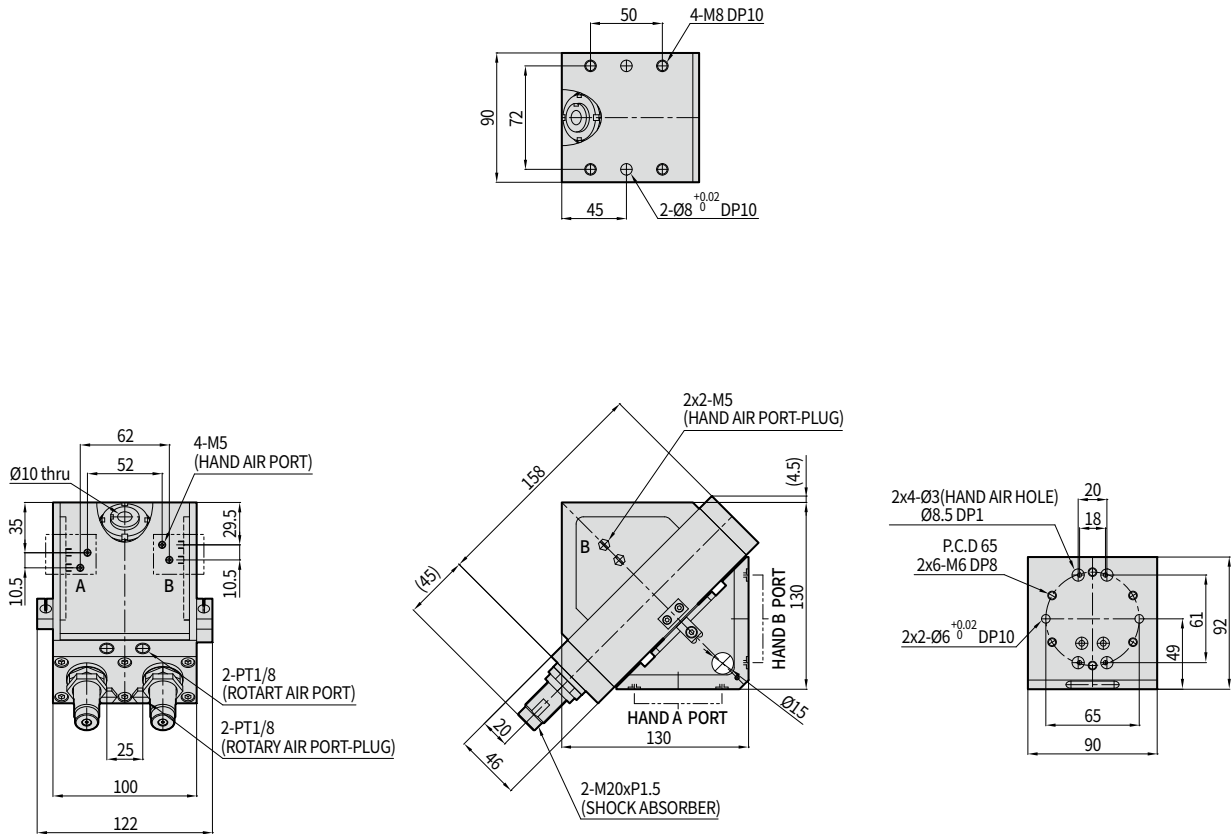 50
4-M8 DP10
90
72
45
2-Ø8 +0.02 0 DP10
62
52
4-M5
(HAND AIR PORT)
Ø10 thru
35
10.5
29.5
10.5
A
B
2-PT1/8
(ROTART AIR PORT)
2-PT1/8
(ROTARY AIR PORT-PLUG)
25
100
122
2x2-M5
(HAND AIR PORT-PLUG)
158
(4.5)
(45)
B
130
HAND B PORT
HAND A PORT
Ø15
130
20
46
2-M20xP1.5
(SHOCK ABSORBER)
2x4-Ø3(HAND AIR HOLE)
Ø8.5 DP1
20
18
P.C.D 65
2x6-M6 DP8
2x2-Ø6 +0.02 0 DP10
61
92
49
65
90